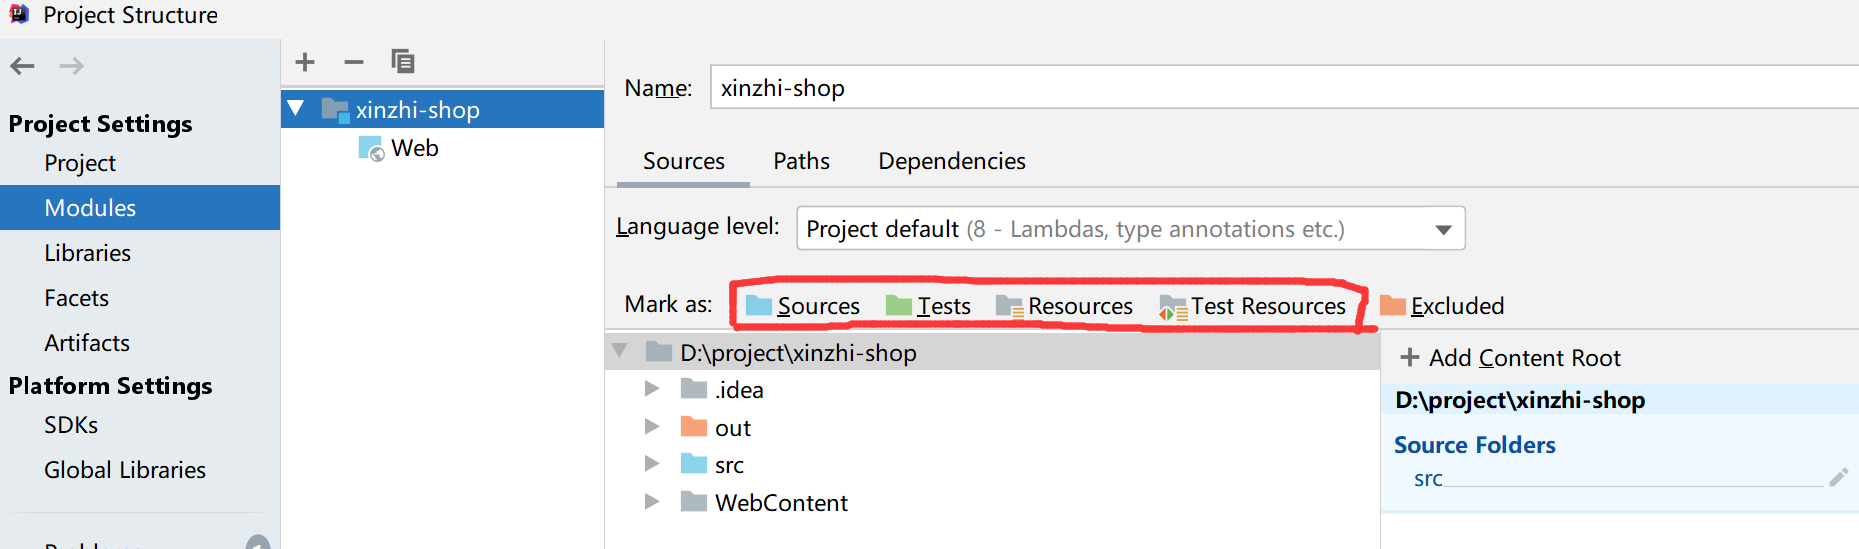 Project Structure
Project Settings
Project
Modules
Libraries
Facets
Artifacts
Platform Settings
SDKs
Global Libraries
xinzhi-shop
Web
Name: xinzhi-shop
Sources Paths Dependencies
Language level: Project default (8 - Lambdas, type annotations etc.)
Mark as: Sources Tests Resources Test Resources Excluded
D:\project\xinzhi-shop
.idea
out
src
WebContent
+ Add Content Root
D:\project\xinzhi-shop
Source Folders
src